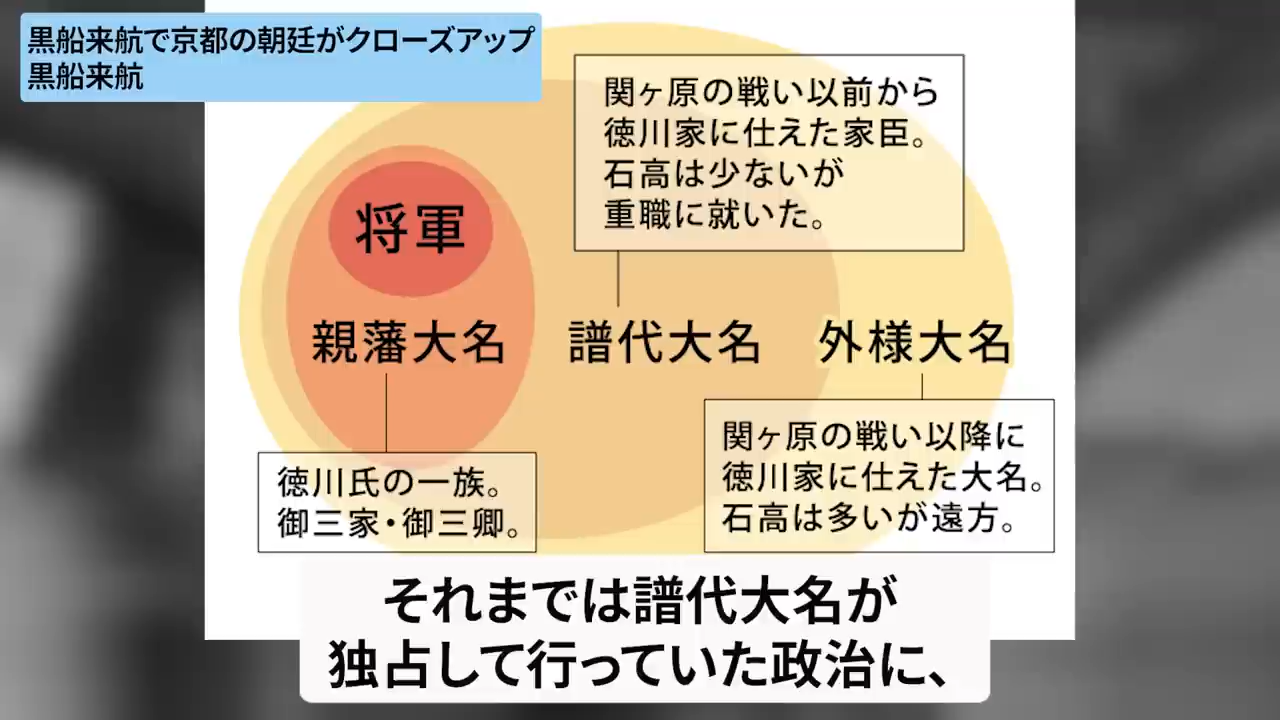 黒船来航で京都の朝廷がクローズアップ
黒船来航
関ヶ原の戦い以前から
徳川家に仕えた家臣。
石高は少ないが
重職に就いた。
将軍
親藩大名
譜代大名
外様大名
徳川氏の一族。
御三家・御三卿。
関ヶ原の戦い以降に
徳川家に仕えた大名。
石高は多いが遠方。
それまでは譜代大名が
独占して行っていた政治に、